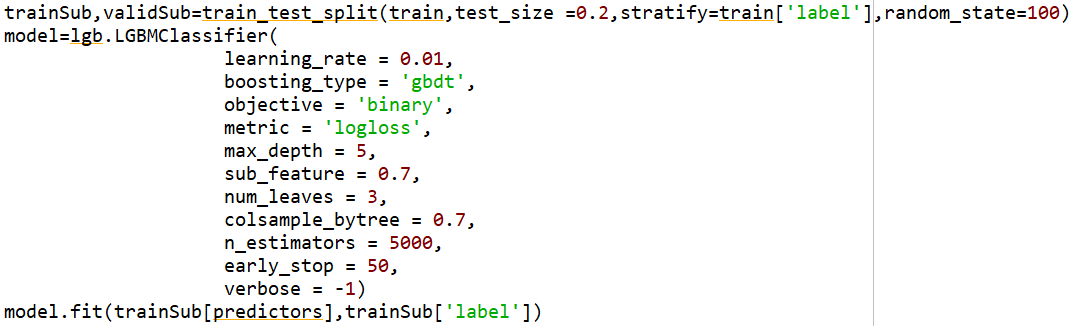 trainSub,validSub=train_test_split(train,test_size =0.2,stratify=train['label'],random_state=100)
model=lgb.LGBMClassifier(
learning_rate = 0.01,
boosting_type = 'gbdt',
objective = 'binary',
metric = 'logloss',
max_depth = 5,
sub_feature = 0.7,
num_leaves = 3,
colsample_bytree = 0.7,
n_estimators = 5000,
early_stop = 50,
verbose = -1)
model.fit(trainSub[predictors],trainSub['label'])